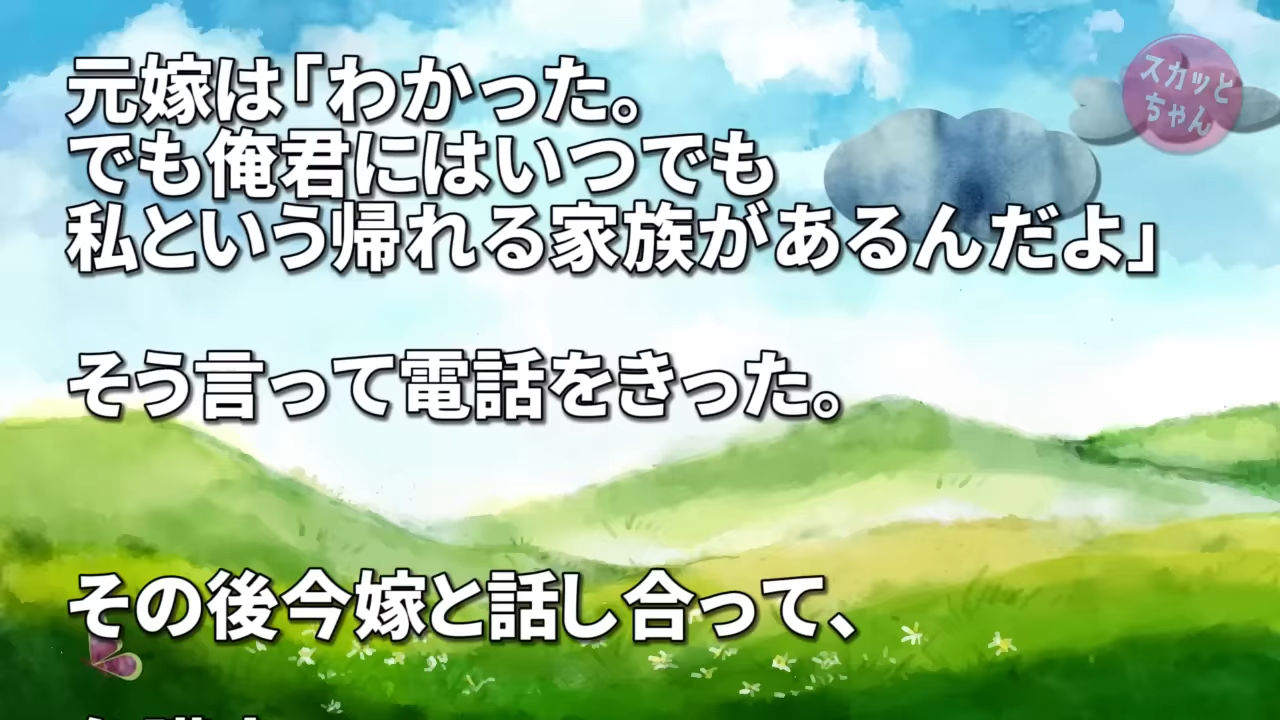 元嫁は「わかった。
でも俺君にはいつでも
私という帰れる家族があるんだよ」
そう言って電話をきった。
その後今嫁と話し合って、
スカッと
ちゃん